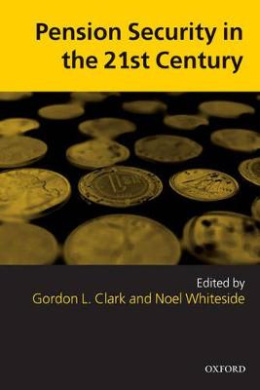 Pension Security in
the 21st Century
Edited by
Gordon L. Clark and Noel Whiteside
OXFORD